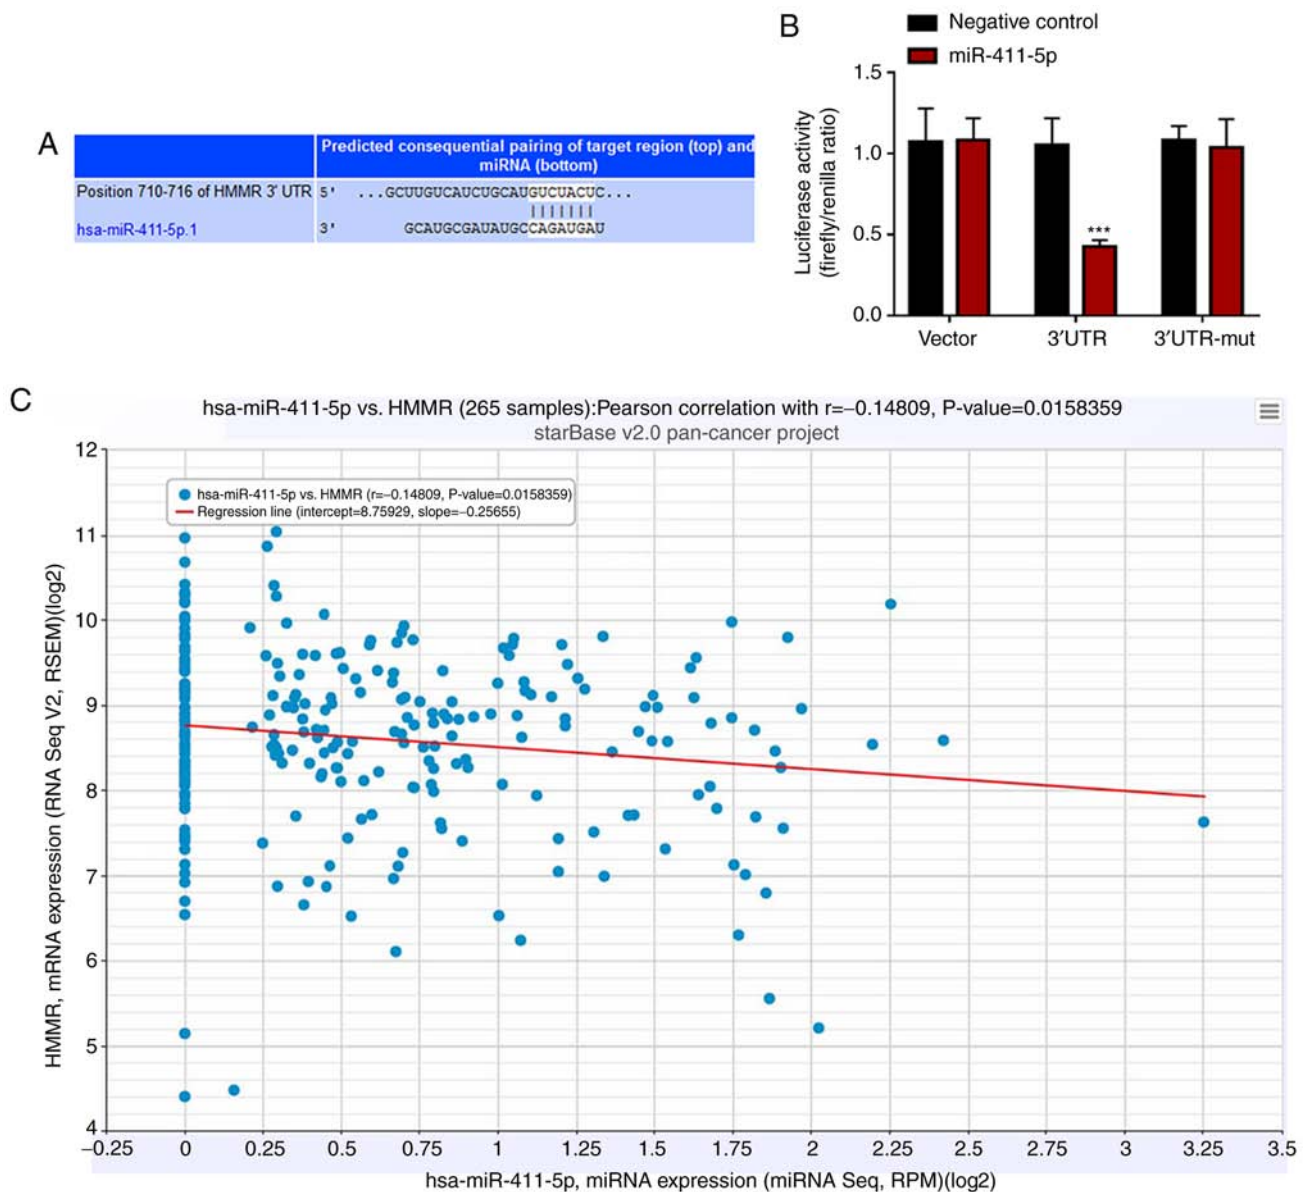 A
Predicted consequential pairing of target region (top) and
miRNA (bottom)
Position 710-716 of HMMR 3' UTR 5' ...GCUUGUCAUCUGCAUGUCUACUC...
hsa-miR-411-5p.1 3' GCAUGCGAUAUGCCAGAUGAU
B
Negative control
miR-411-5p
Luciferase activity
(firefly/renilla ratio)
1.5
1.0
0.5
0.0
***
Vector 3′UTR 3′UTR-mut
C
hsa-miR-411-5p vs. HMMR (265 samples):Pearson correlation with r=−0.14809, P-value=0.0158359
starBase v2.0 pan-cancer project
hsa-miR-411-5p vs. HMMR (r=−0.14809, P-value=0.0158359)
Regression line (intercept=8.75929, slope=−0.25655)
HMMR, mRNA expression (RNA Seq V2, RSEM)(log2)
12
11
10
9
8
7
6
5
4
−0.25 0 0.25 0.5 0.75 1 1.25 1.5 1.75 2 2.25 2.5 2.75 3 3.25 3.5
hsa-miR-411-5p, miRNA expression (miRNA Seq, RPM)(log2)